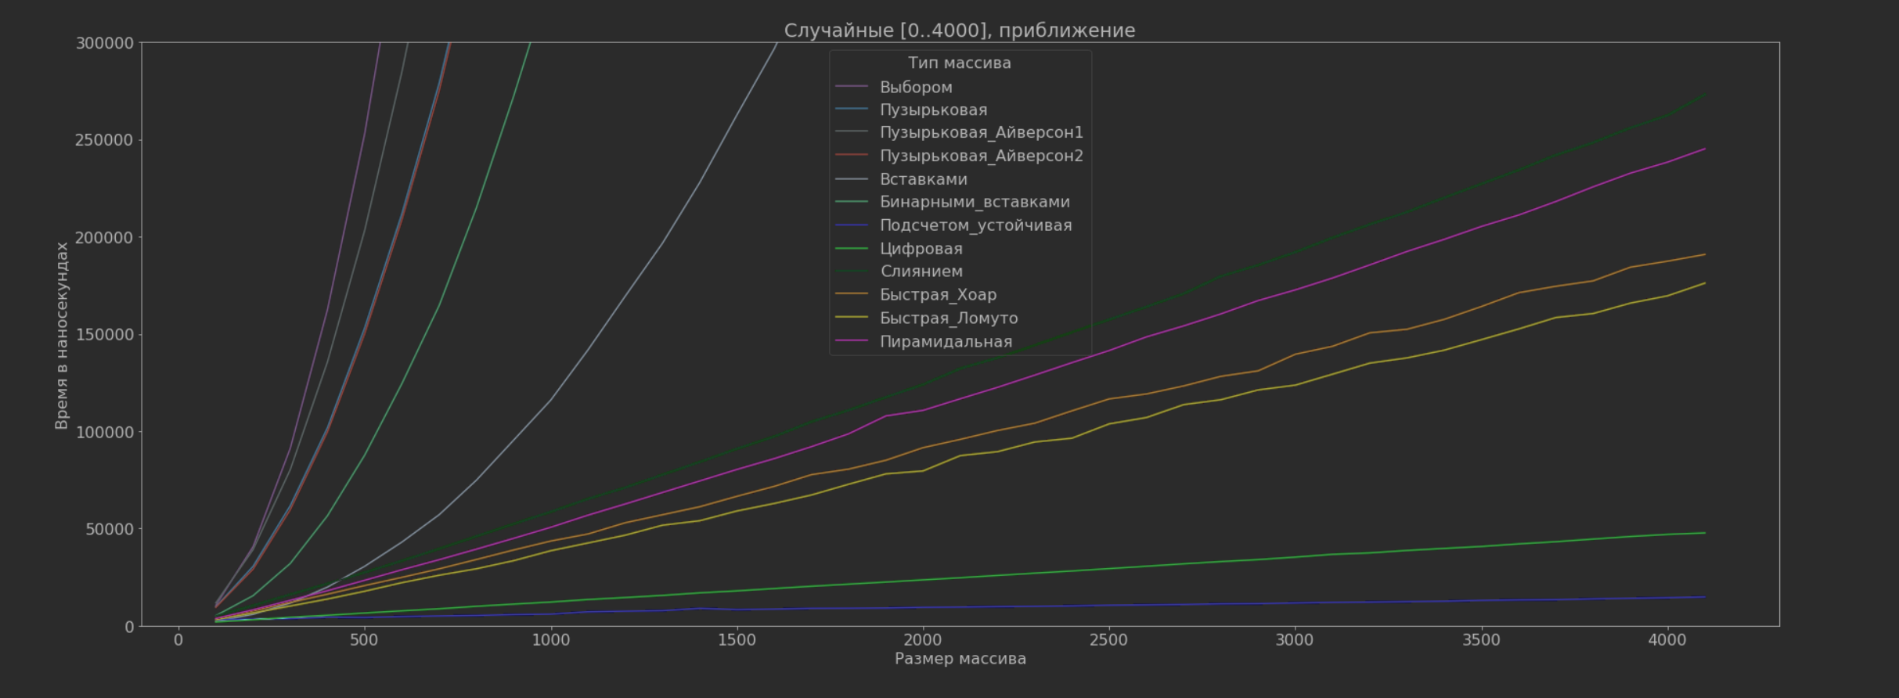 Случайные [0..4000], приближение
Время в наносекундах
300000
250000
200000
150000
100000
50000
0
Тип массива
Выбором
Пузырьковая
Пузырьковая_Айверсон1
Пузырьковая_Айверсон2
Вставками
Бинарными_вставками
Подсчетом_устойчивая
Цифровая
Слиянием
Быстрая_Хоар
Быстрая_Ломуто
Пирамидальная
0 500 1000 1500 2000 2500 3000 3500 4000
Размер массива